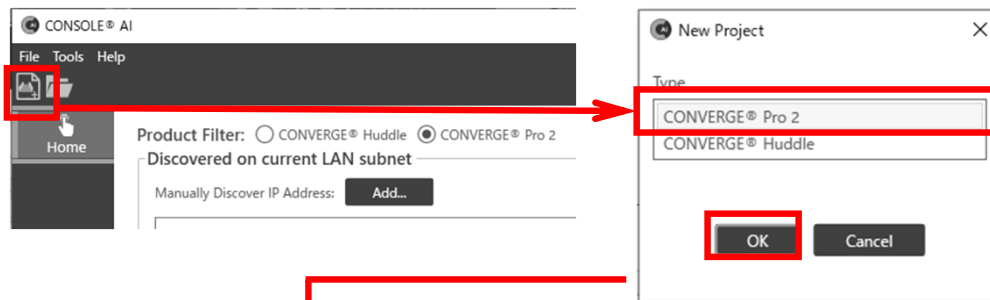 CONSOLE® AI
File Tools Help
Home
Product Filter: CONVERGE® Huddle CONVERGE® Pro 2
Discovered on current LAN subnet
Manually Discover IP Address: Add...
New Project
Type
CONVERGE® Pro 2
CONVERGE® Huddle
OK Cancel